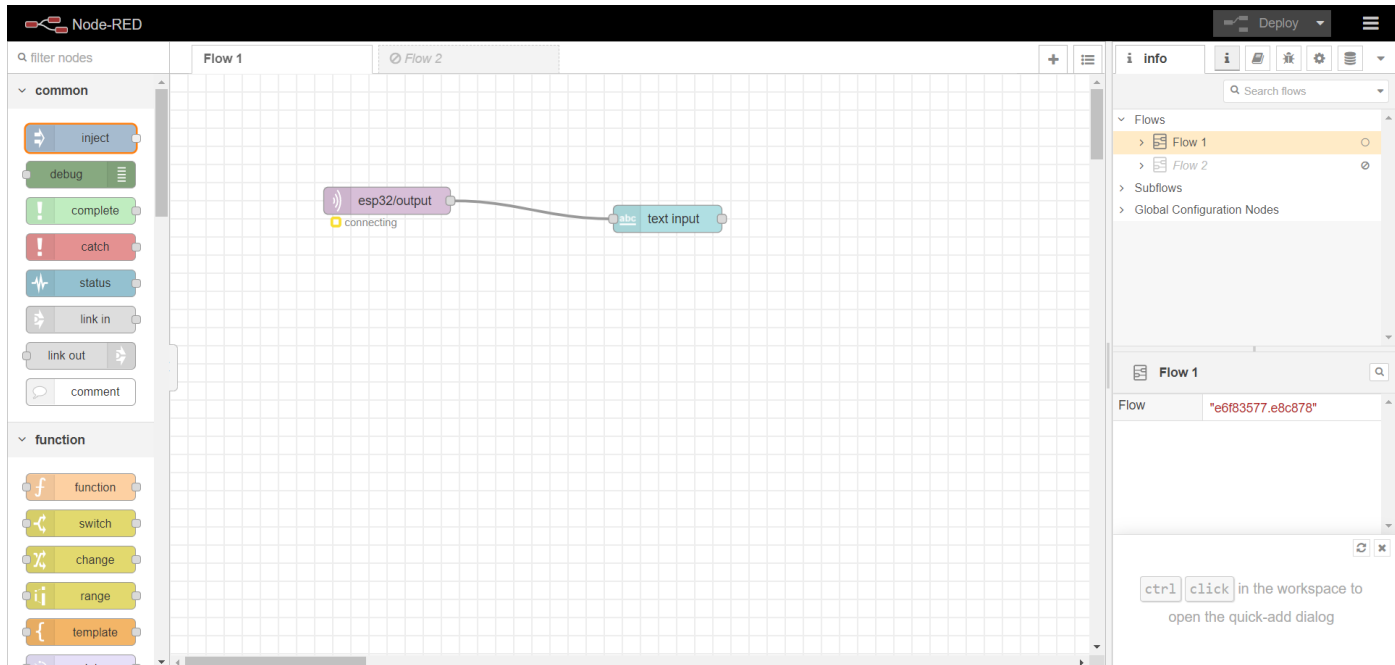 Node-RED
Deploy
filter nodes
Flow 1
Flow 2
i info
i
Search flows
common
inject
debug
complete
catch
status
link in
link out
comment
function
function
switch
change
range
template
esp32/output
connecting
abc text input
Flows
Flow 1
Flow 2
Subflows
Global Configuration Nodes
Flow 1
Flow "e6f83577.e8c878"
ctrl click in the workspace to
open the quick-add dialog